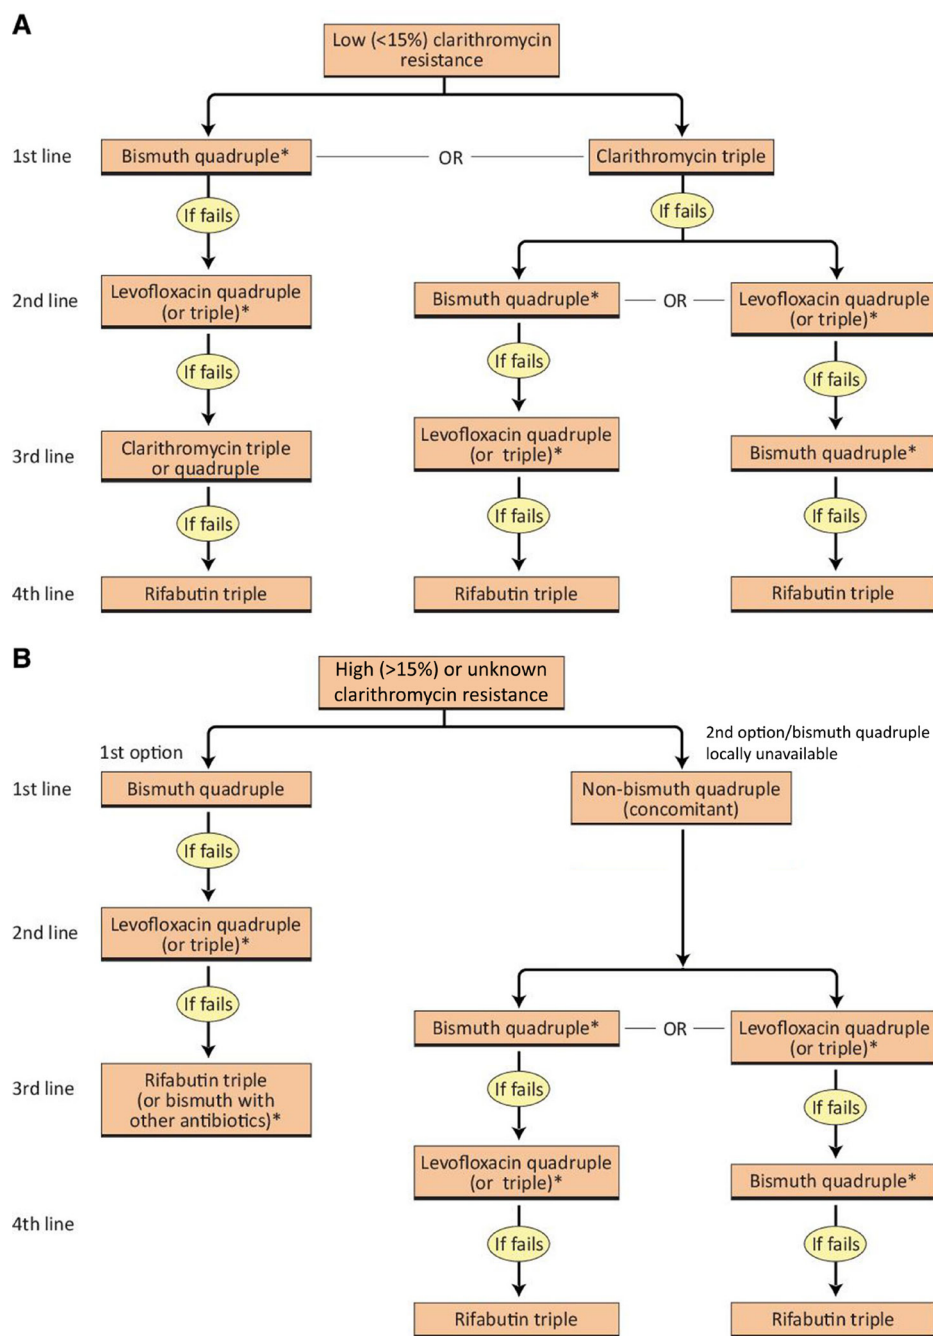 A
Low (<15%) clarithromycin
resistance
1st line
Bismuth quadruple*
OR
Clarithromycin triple
If fails
If fails
2nd line
Levofloxacin quadruple
(or triple)*
Bismuth quadruple*
OR
Levofloxacin quadruple
(or triple)*
If fails
If fails
If fails
3rd line
Clarithromycin triple
or quadruple
Levofloxacin quadruple
(or triple)*
Bismuth quadruple*
If fails
If fails
If fails
4th line
Rifabutin triple
Rifabutin triple
Rifabutin triple
B
High (>15%) or unknown
clarithromycin resistance
1st option
2nd option/bismuth quadruple
locally unavailable
1st line
Bismuth quadruple
Non-bismuth quadruple
(concomitant)
If fails
2nd line
Levofloxacin quadruple
(or triple)*
If fails
Bismuth quadruple*
OR
Levofloxacin quadruple
(or triple)*
3rd line
Rifabutin triple
(or bismuth with
other antibiotics)*
If fails
If fails
Levofloxacin quadruple
(or triple)*
Bismuth quadruple*
4th line
If fails
If fails
Rifabutin triple
Rifabutin triple